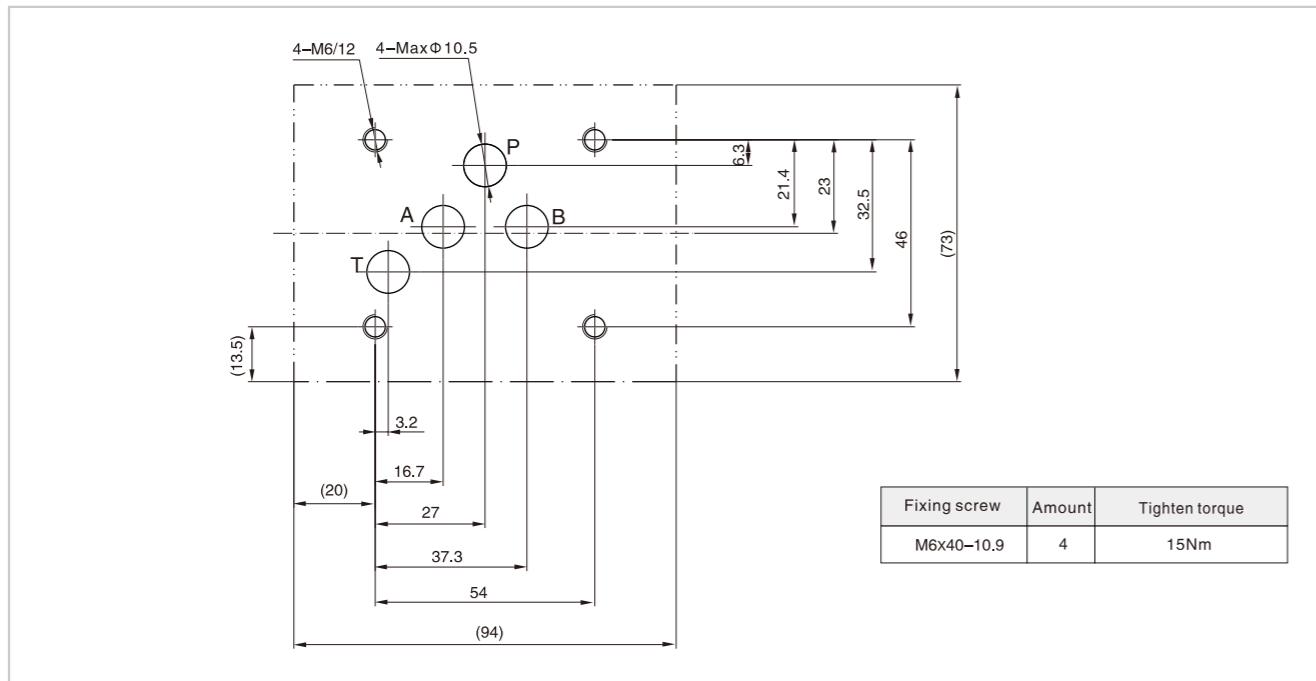 4–M6/12
4–MaxΦ10.5
P
A
B
T
6.3
21.4
23
32.5
46
(73)
(13.5)
3.2
16.7
(20)
27
37.3
54
(94)
Fixing screw Amount Tighten torque
M6x40–10.9 4 15Nm